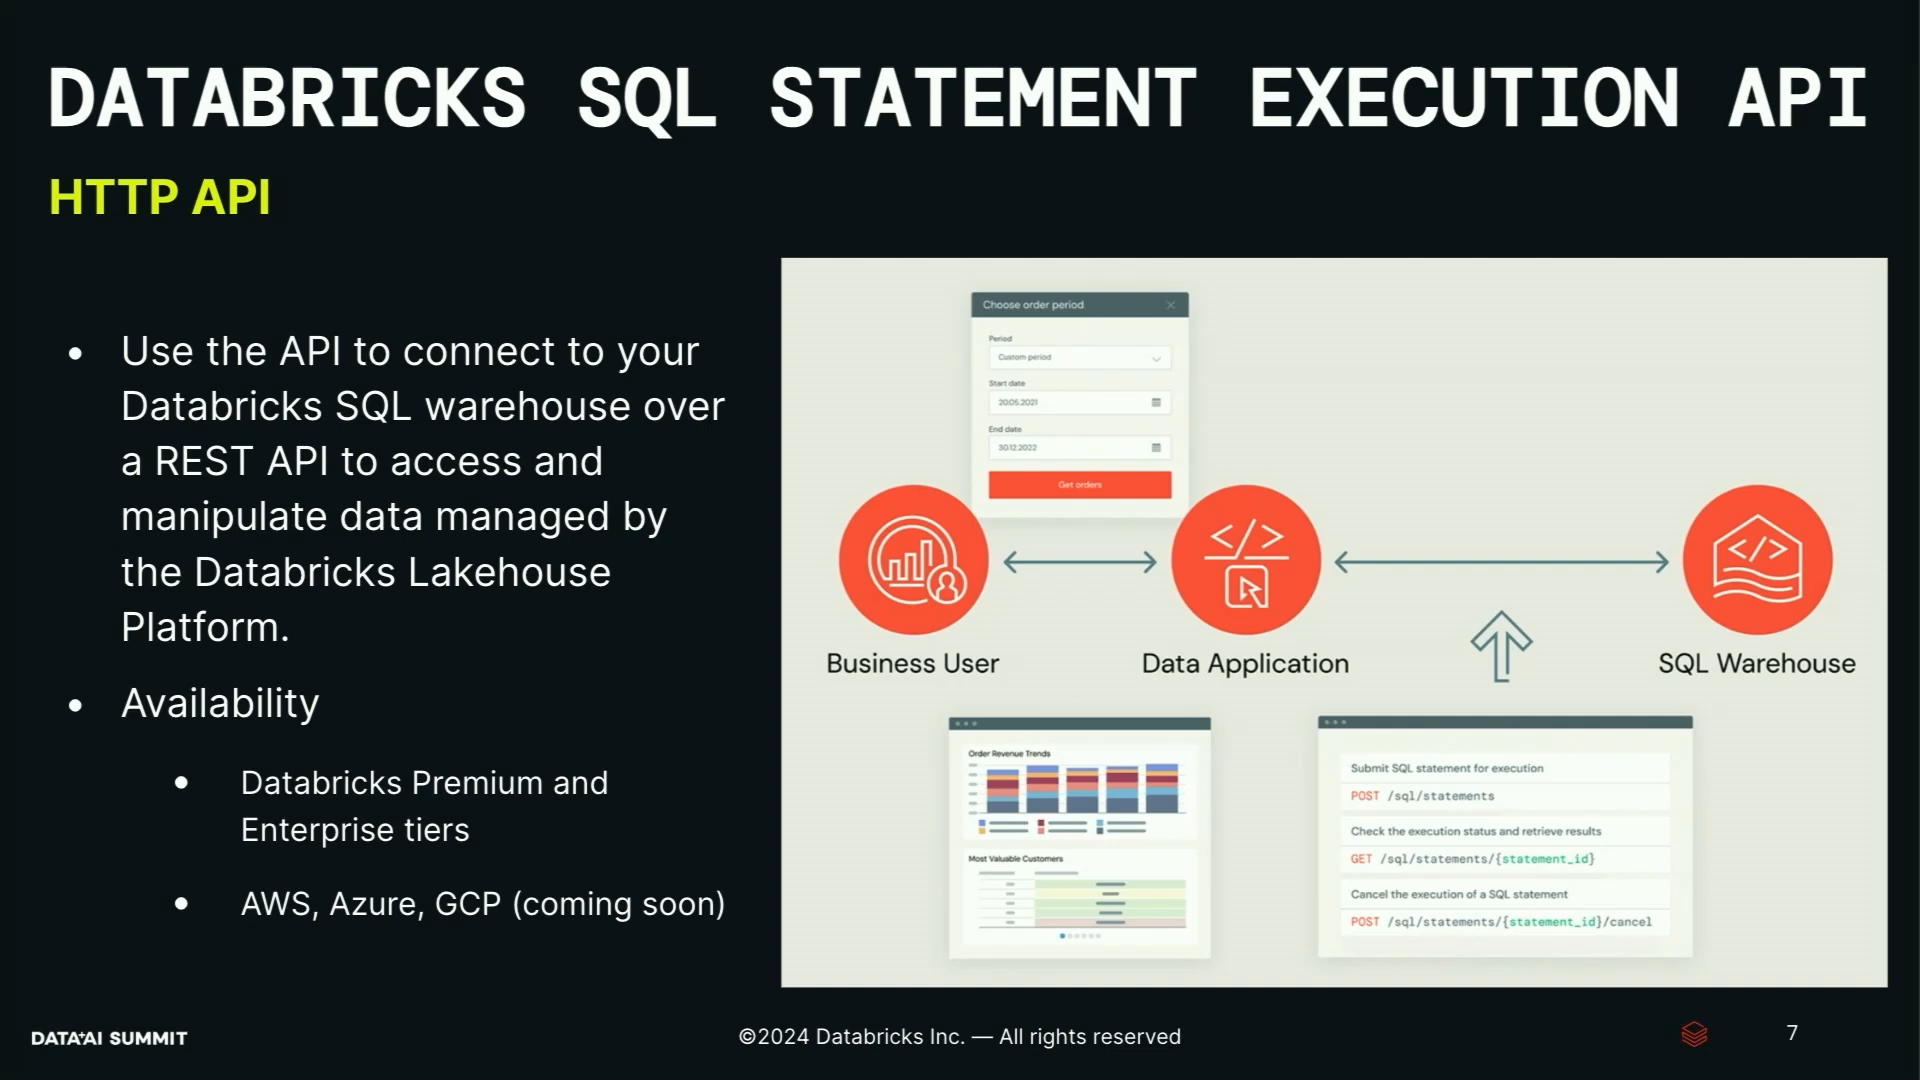 DATABRICKS SQL STATEMENT EXECUTION API
HTTP API
• Use the API to connect to your
Databricks SQL warehouse over
a REST API to access and
manipulate data managed by
the Databricks Lakehouse
Platform.
• Availability
• Databricks Premium and
Enterprise tiers
• AWS, Azure, GCP (coming soon)
Choose order period
Period
Custom period
Start date
20.05.2021
End date
30.12.2022
Get orders
Business User
Data Application
SQL Warehouse
Order Revenue Trends
Most Valuable Customers
Submit SQL statement for execution
POST /sql/statements
Check the execution status and retrieve results
GET /sql/statements/{statement_id}
Cancel the execution of a SQL statement
POST /sql/statements/{statement_id}/cancel
DATA+AI SUMMIT
©2024 Databricks Inc. — All rights reserved
7